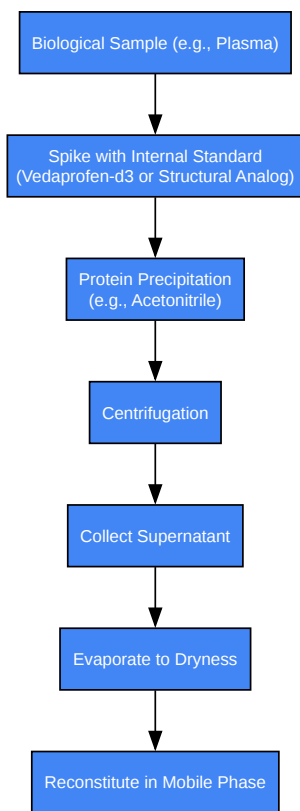 Biological Sample (e.g., Plasma)
Spike with Internal Standard
(Vedaprofen-d3 or Structural Analog)
Protein Precipitation
(e.g., Acetonitrile)
Centrifugation
Collect Supernatant
Evaporate to Dryness
Reconstitute in Mobile Phase